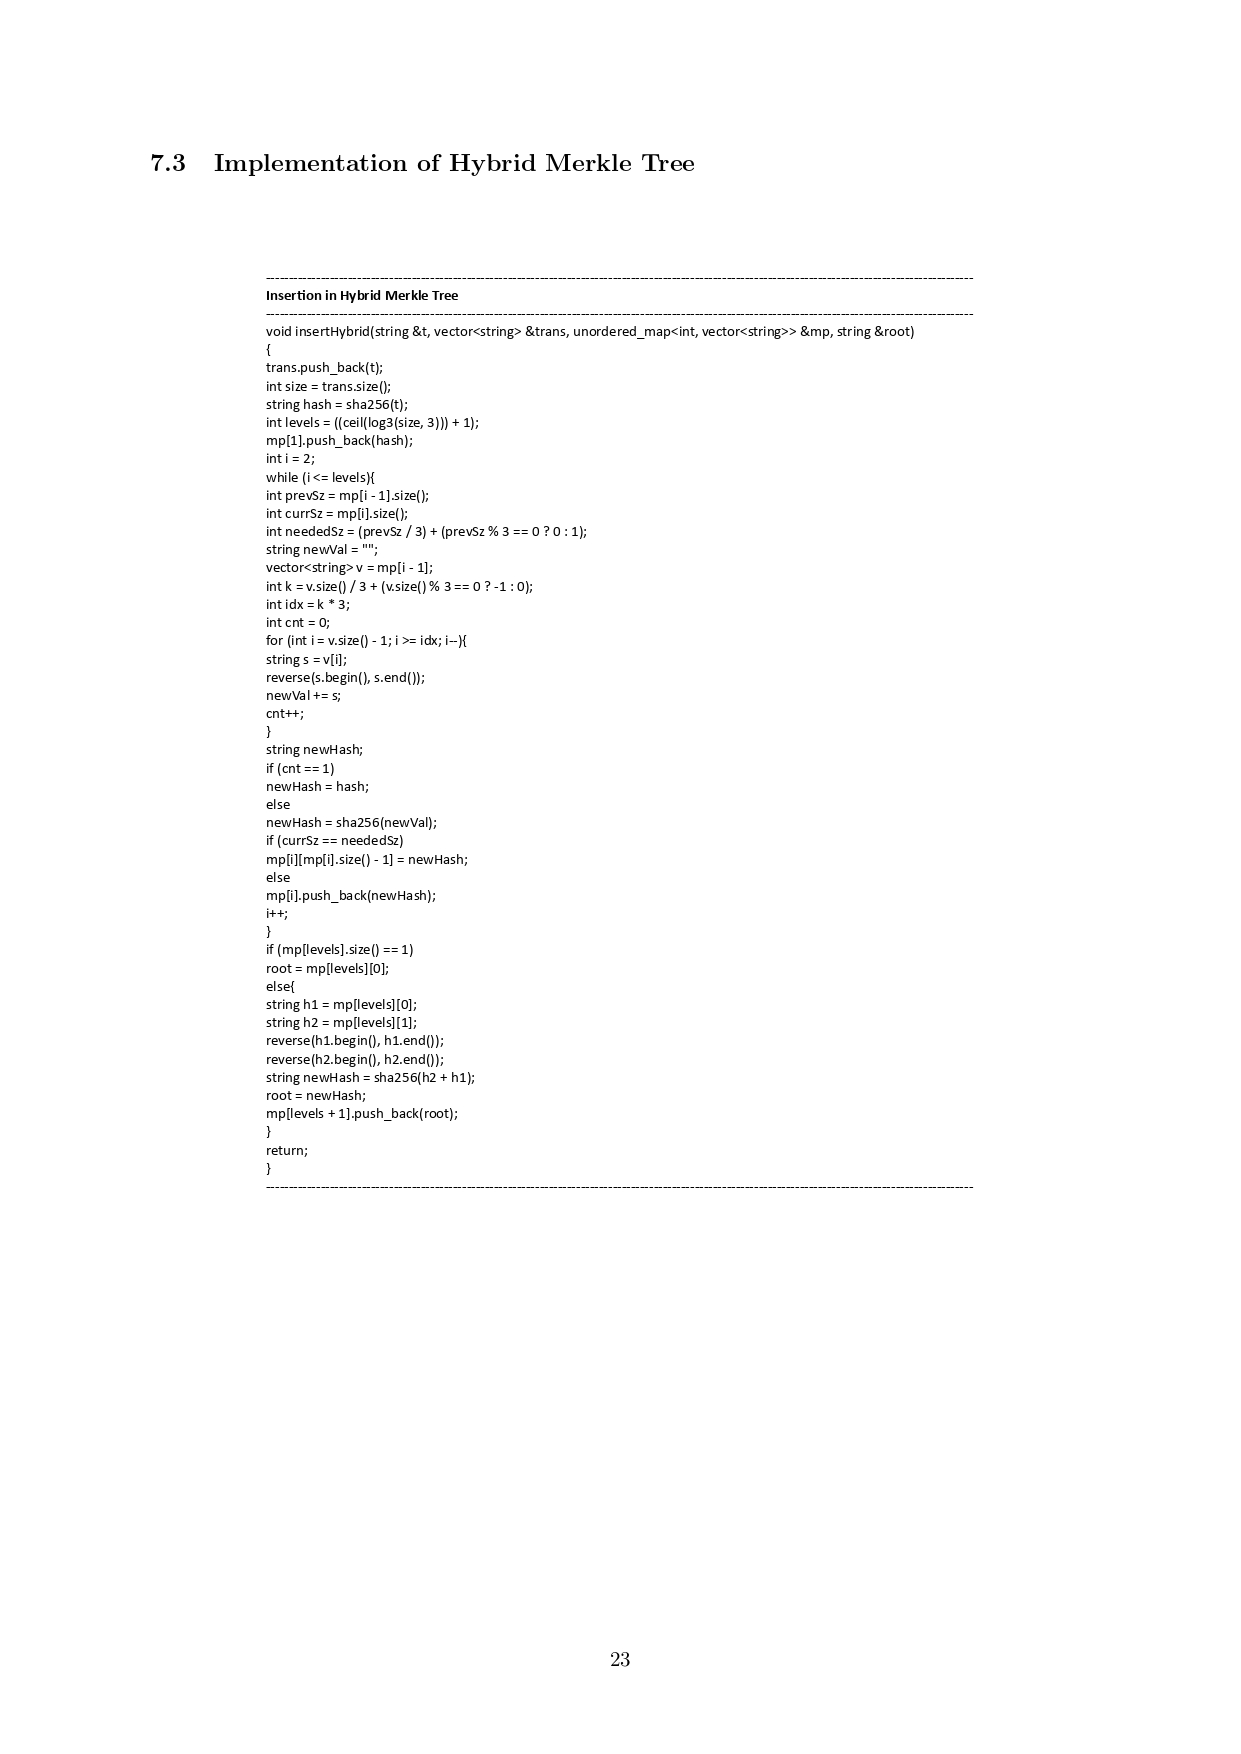 7.3 Implementation of Hybrid Merkle Tree
--------------------------------------------------------------------------------
Insertion in Hybrid Merkle Tree
--------------------------------------------------------------------------------
void insertHybrid(string &t, vector<string> &trans, unordered_map<int, vector<string>> &mp, string &root)
{
trans.push_back(t);
int size = trans.size();
string hash = sha256(t);
int levels = ((ceil(log3(size, 3))) + 1);
mp[1].push_back(hash);
int i = 2;
while (i <= levels){
int prevSz = mp[i - 1].size();
int currSz = mp[i].size();
int neededSz = (prevSz / 3) + (prevSz % 3 == 0 ? 0 : 1);
string newVal = "";
vector<string> v = mp[i - 1];
int k = v.size() / 3 + (v.size() % 3 == 0 ? -1 : 0);
int idx = k * 3;
int cnt = 0;
for (int i = v.size() - 1; i >= idx; i--){
string s = v[i];
reverse(s.begin(), s.end());
newVal += s;
cnt++;
}
string newHash;
if (cnt == 1)
newHash = hash;
else
newHash = sha256(newVal);
if (currSz == neededSz)
mp[i][mp[i].size() - 1] = newHash;
else
mp[i].push_back(newHash);
i++;
}
if (mp[levels].size() == 1)
root = mp[levels][0];
else{
string h1 = mp[levels][0];
string h2 = mp[levels][1];
reverse(h1.begin(), h1.end());
reverse(h2.begin(), h2.end());
string newHash = sha256(h2 + h1);
root = newHash;
mp[levels + 1].push_back(root);
}
return;
}
--------------------------------------------------------------------------------
23